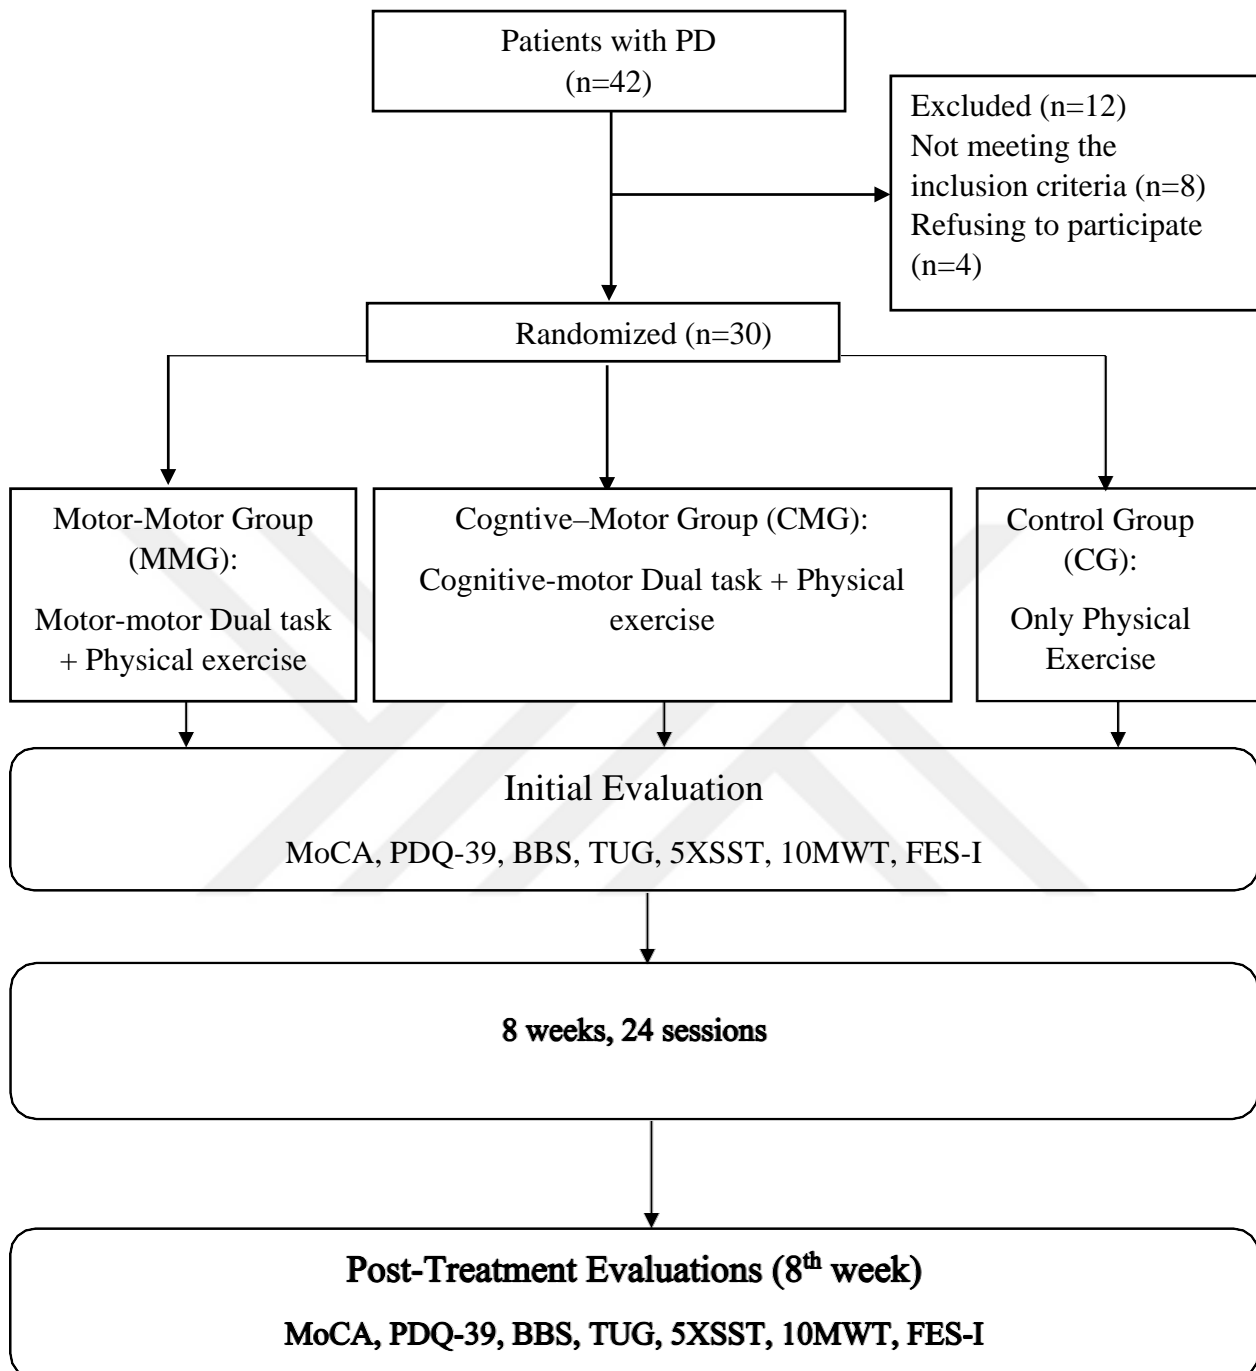 Patients with PD
(n=42)
Excluded (n=12)
Not meeting the
inclusion criteria (n=8)
Refusing to participate
(n=4)
Randomized (n=30)
Motor-Motor Group
(MMG):
Motor-motor Dual task
+ Physical exercise
Cogntive–Motor Group (CMG):
Cognitive-motor Dual task + Physical
exercise
Control Group
(CG):
Only Physical
Exercise
Initial Evaluation
MoCA, PDQ-39, BBS, TUG, 5XSST, 10MWT, FES-I
8 weeks, 24 sessions
Post-Treatment Evaluations (8th week)
MoCA, PDQ-39, BBS, TUG, 5XSST, 10MWT, FES-I